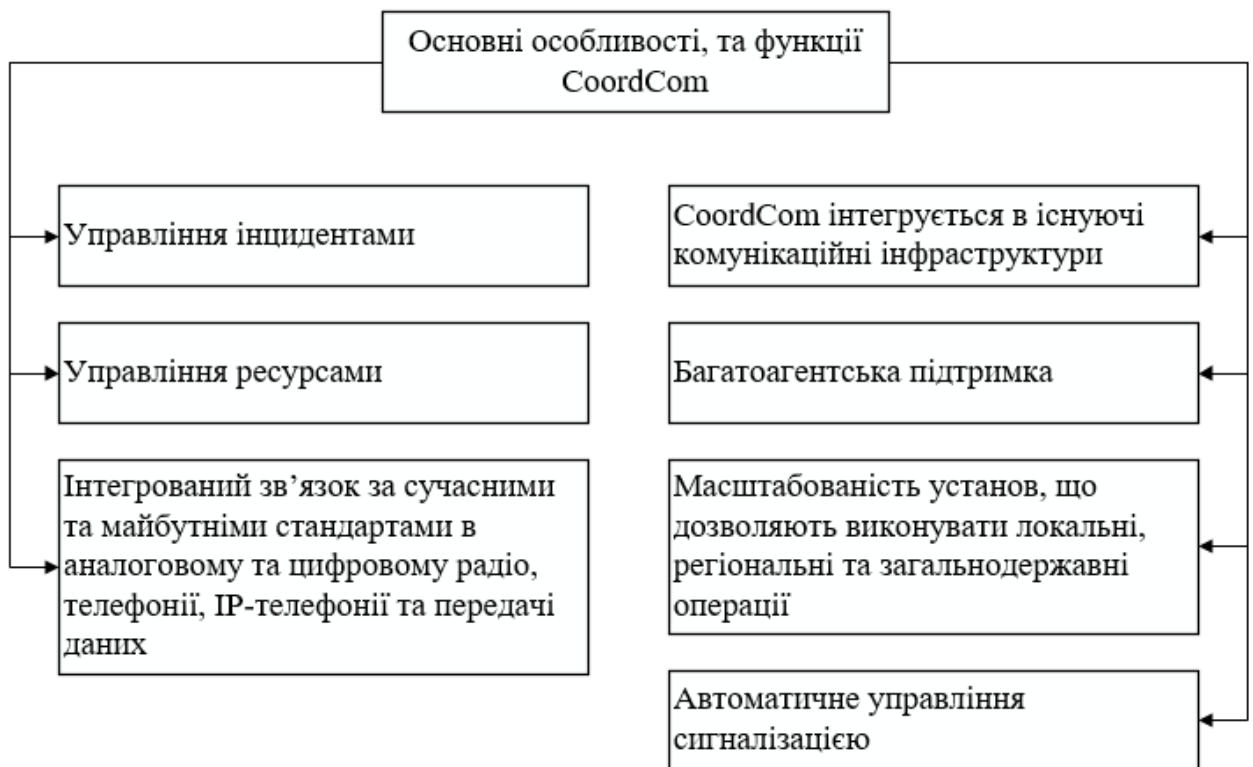 Основні особливості, та функції
CoordCom
Управління інцидентами
Управління ресурсами
Інтегрований зв’язок за сучасними
та майбутніми стандартами в
аналоговому та цифровому радіо,
телефонії, IP-телефонії та передачі
даних
CoordCom інтегрується в існуючі
комунікаційні інфраструктури
Багатоагентська підтримка
Масштабованість установ, що
дозволяють виконувати локальні,
регіональні та загальнодержавні
операції
Автоматичне управління
сигналізацією